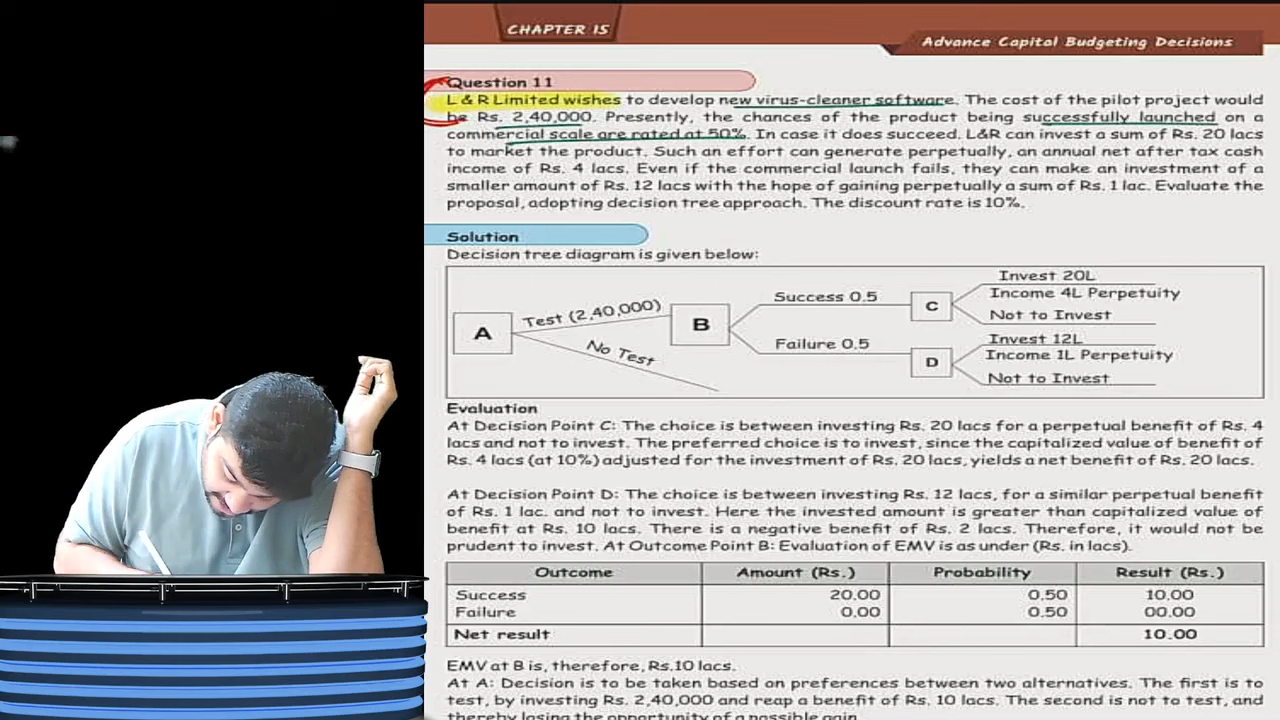 CHAPTER 15
Advance Capital Budgeting Decisions
Question 11
L & R Limited wishes to develop new virus-cleaner software. The cost of the pilot project would
be Rs. 2,40,000. Presently, the chances of the product being successfully launched on a
commercial scale are rated at 50%. In case it does succeed. L&R can invest a sum of Rs. 20 lacs
to market the product. Such an effort can generate perpetually, an annual net after tax cash
income of Rs. 4 lacs. Even if the commercial launch fails, they can make an investment of a
smaller amount of Rs. 12 lacs with the hope of gaining perpetually a sum of Rs. 1 lac. Evaluate the
proposal, adopting decision tree approach. The discount rate is 10%.
Solution
Decision tree diagram is given below:
Invest 20L
Success 0.5 C Income 4L Perpetuity
Test (2,40,000) B Not to Invest
A Invest 12L
No Test Failure 0.5 D Income 1L Perpetuity
Not to Invest
Evaluation
At Decision Point C: The choice is between investing Rs. 20 lacs for a perpetual benefit of Rs. 4
lacs and not to invest. The preferred choice is to invest, since the capitalized value of benefit of
Rs. 4 lacs (at 10%) adjusted for the investment of Rs. 20 lacs, yields a net benefit of Rs. 20 lacs.
At Decision Point D: The choice is between investing Rs. 12 lacs, for a similar perpetual benefit
of Rs. 1 lac. and not to invest. Here the invested amount is greater than capitalized value of
benefit at Rs. 10 lacs. There is a negative benefit of Rs. 2 lacs. Therefore, it would not be
prudent to invest. At Outcome Point B: Evaluation of EMV is as under (Rs. in lacs).
Outcome Amount (Rs.) Probability Result (Rs.)
Success 20.00 0.50 10.00
Failure 0.00 0.50 00.00
Net result 10.00
EMV at B is, therefore, Rs.10 lacs.
At A: Decision is to be taken based on preferences between two alternatives. The first is to
test, by investing Rs. 2,40,000 and reap a benefit of Rs. 10 lacs. The second is not to test, and
thereby losing the opportunity of a possible gain.